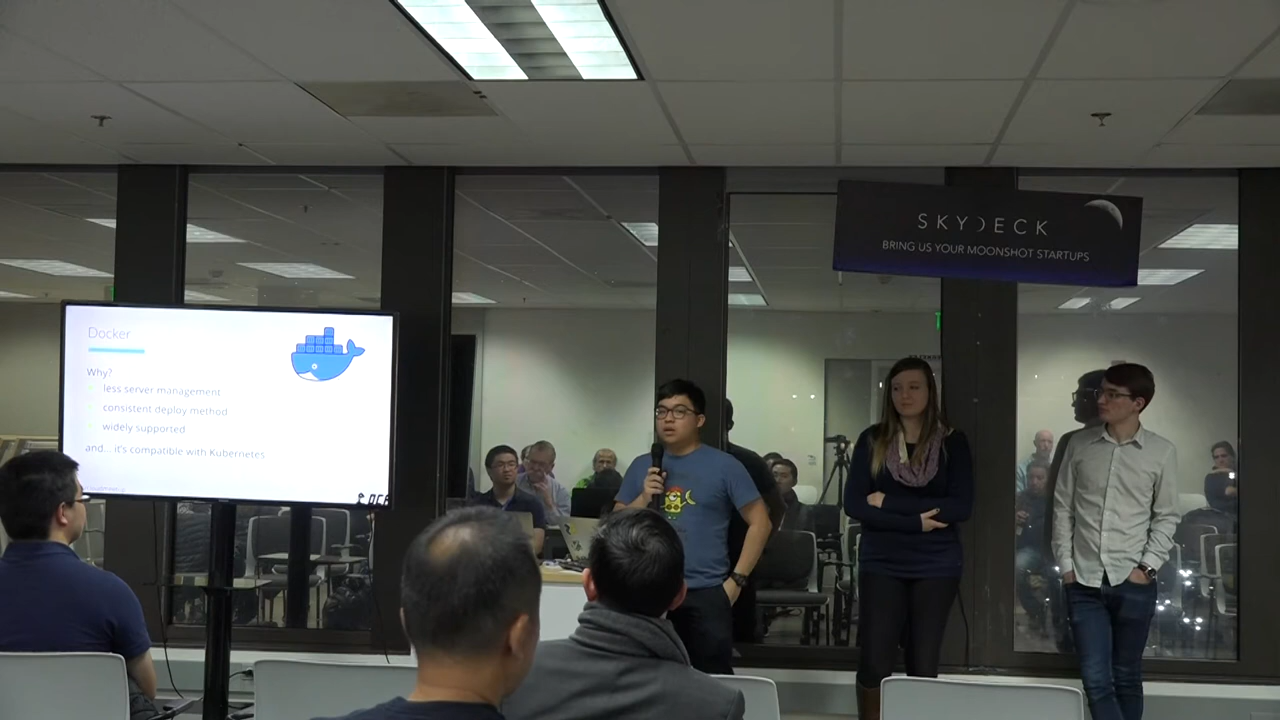 Docker
Why?
less server management
consistent deploy method
widely supported
and... it's compatible with Kubernetes
OCF
SKYDECK
BRING US YOUR MOONSHOT STARTUPS